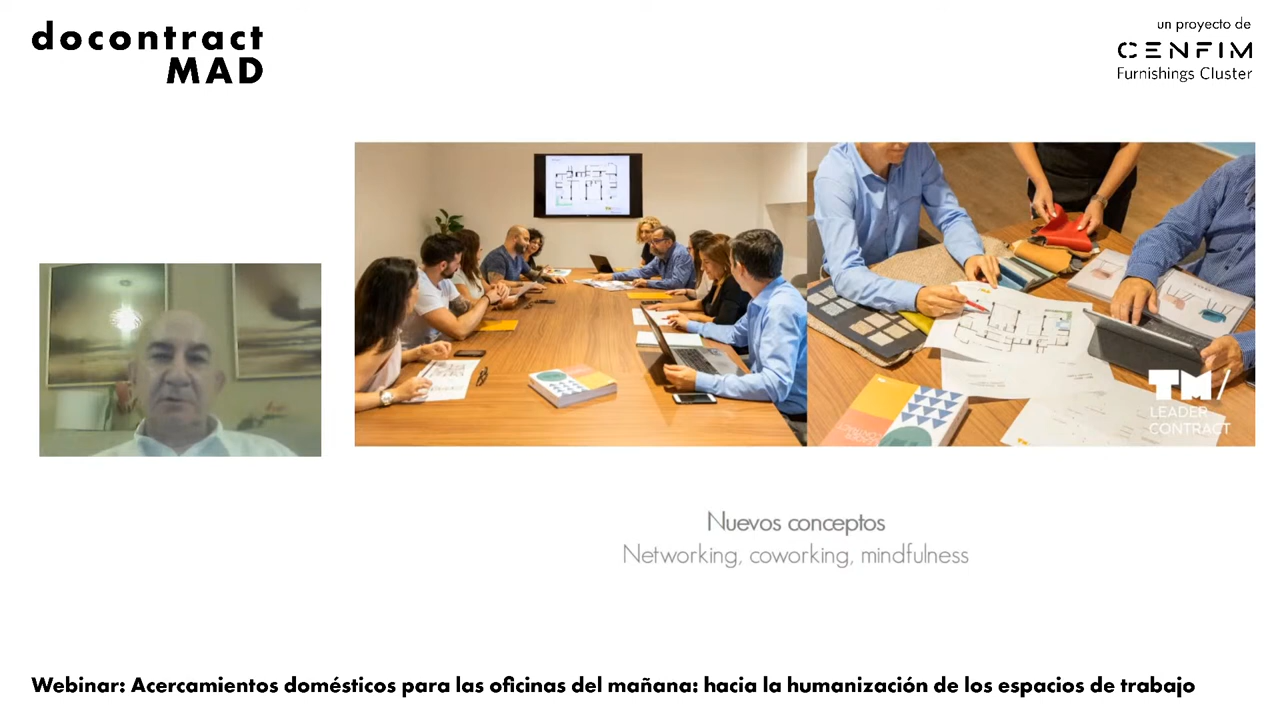 docontract
MAD
un proyecto de
CENFIM
Furnishings Cluster
TM/
LEADER
CONTRACT
Nuevos conceptos
Networking, coworking, mindfulness
Webinar: Acercamientos domésticos para las oficinas del mañana: hacia la humanización de los espacios de trabajo